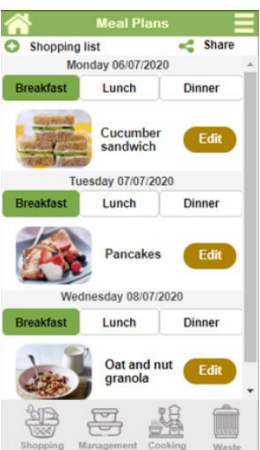 Meal Plans
Shopping list Share
Monday 06/07/2020
Breakfast Lunch Dinner
Cucumber
sandwich
Edit
Tuesday 07/07/2020
Breakfast Lunch Dinner
Pancakes Edit
Wednesday 08/07/2020
Breakfast Lunch Dinner
Oat and nut
granola
Edit
Shopping Management Cooking Waste